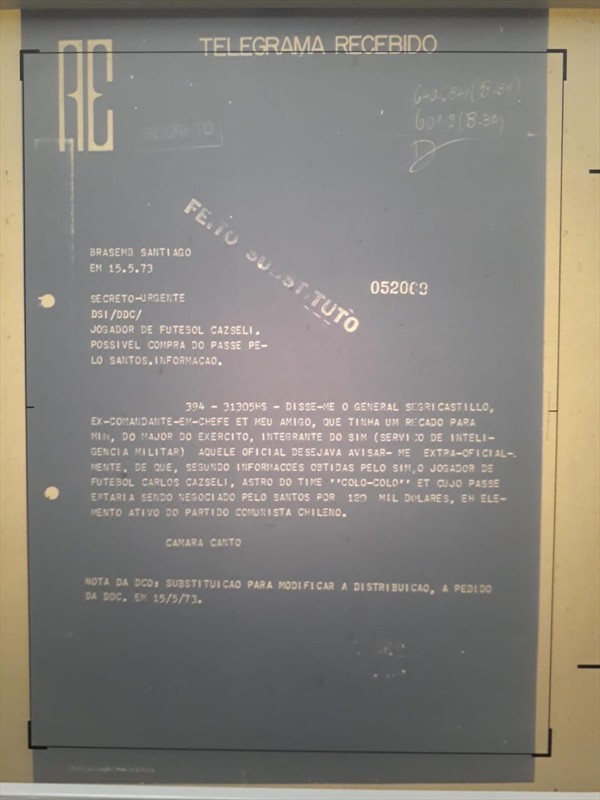 TELEGRAMA RECEBIDO
SECRETO
FEITO SUBSTITUTO
BRASEMB SANTIAGO
EM 15.5.73
SECRETO-URGENTE
DSI/DDC/
JOGADOR DE FUTEBOL CAZSELI.
POSSIVEL COMPRA DO PASSE PE-
LO SANTOS.INFORMACAO.
394 - 31305HS - DISSE-ME O GENERAL SEGRICASTILLO,
EX-COMANDANTE-EM-CHEFE ET MEU AMIGO, QUE TINHA UM RECADO PARA
MIM, DO MAJOR DO EXERCITO, INTEGRANTE DO SIM (SERVICO DE INTELI-
GENCIA MILITAR) AQUELE OFICIAL DESEJAVA AVISAR- ME EXTRA-OFICIAL-
MENTE, DE QUE, SEGUNDO INFORMACOES OBTIDAS PELO SIM,O JOGADOR DE
FUTEBOL CARLOS CAZSELI, ASTRO DO TIME ''COLO-COLO'' ET CUJO PASSE
ESTARIA SENDO NEGOCIADO PELO SANTOS POR 120 MIL DOLARES, EH ELE-
MENTO ATIVO DO PARTIDO COMUNISTA CHILENO.
CAMARA CANTO
NOTA DA DCD: SUBSTITUICAO PARA MODIFICAR A DISTRIBUICAO, A PEDIDO
DA DDC. EM 15/5/73.